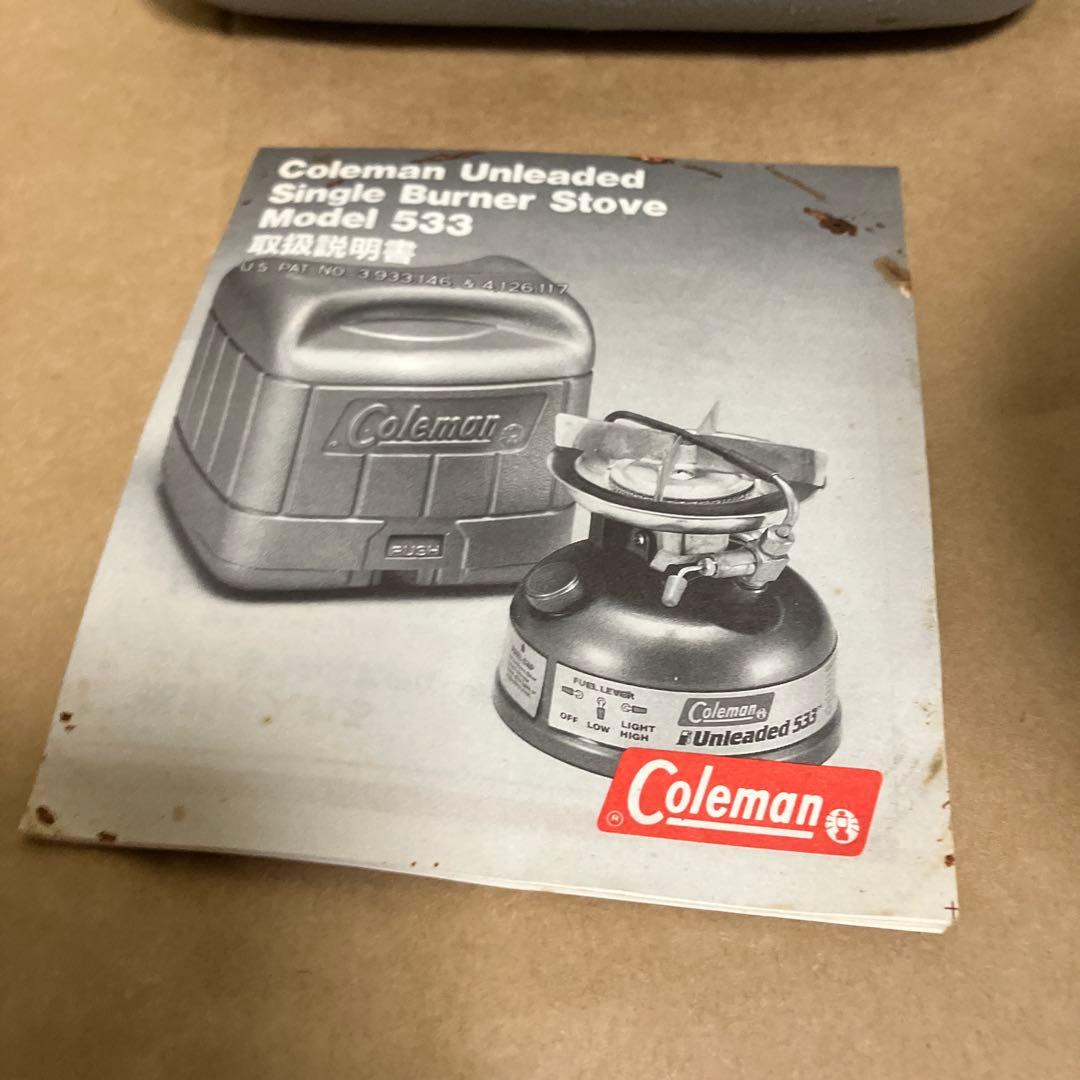 Coleman Unleaded
Single Burner Stove
Model 533
取扱説明書
U.S. PAT. NO. 3,933,146, & 4,126,117
Coleman
PUSH
FUEL LEVER
OFF LOW LIGHT
HIGH
Coleman
Unleaded 533
Coleman
®